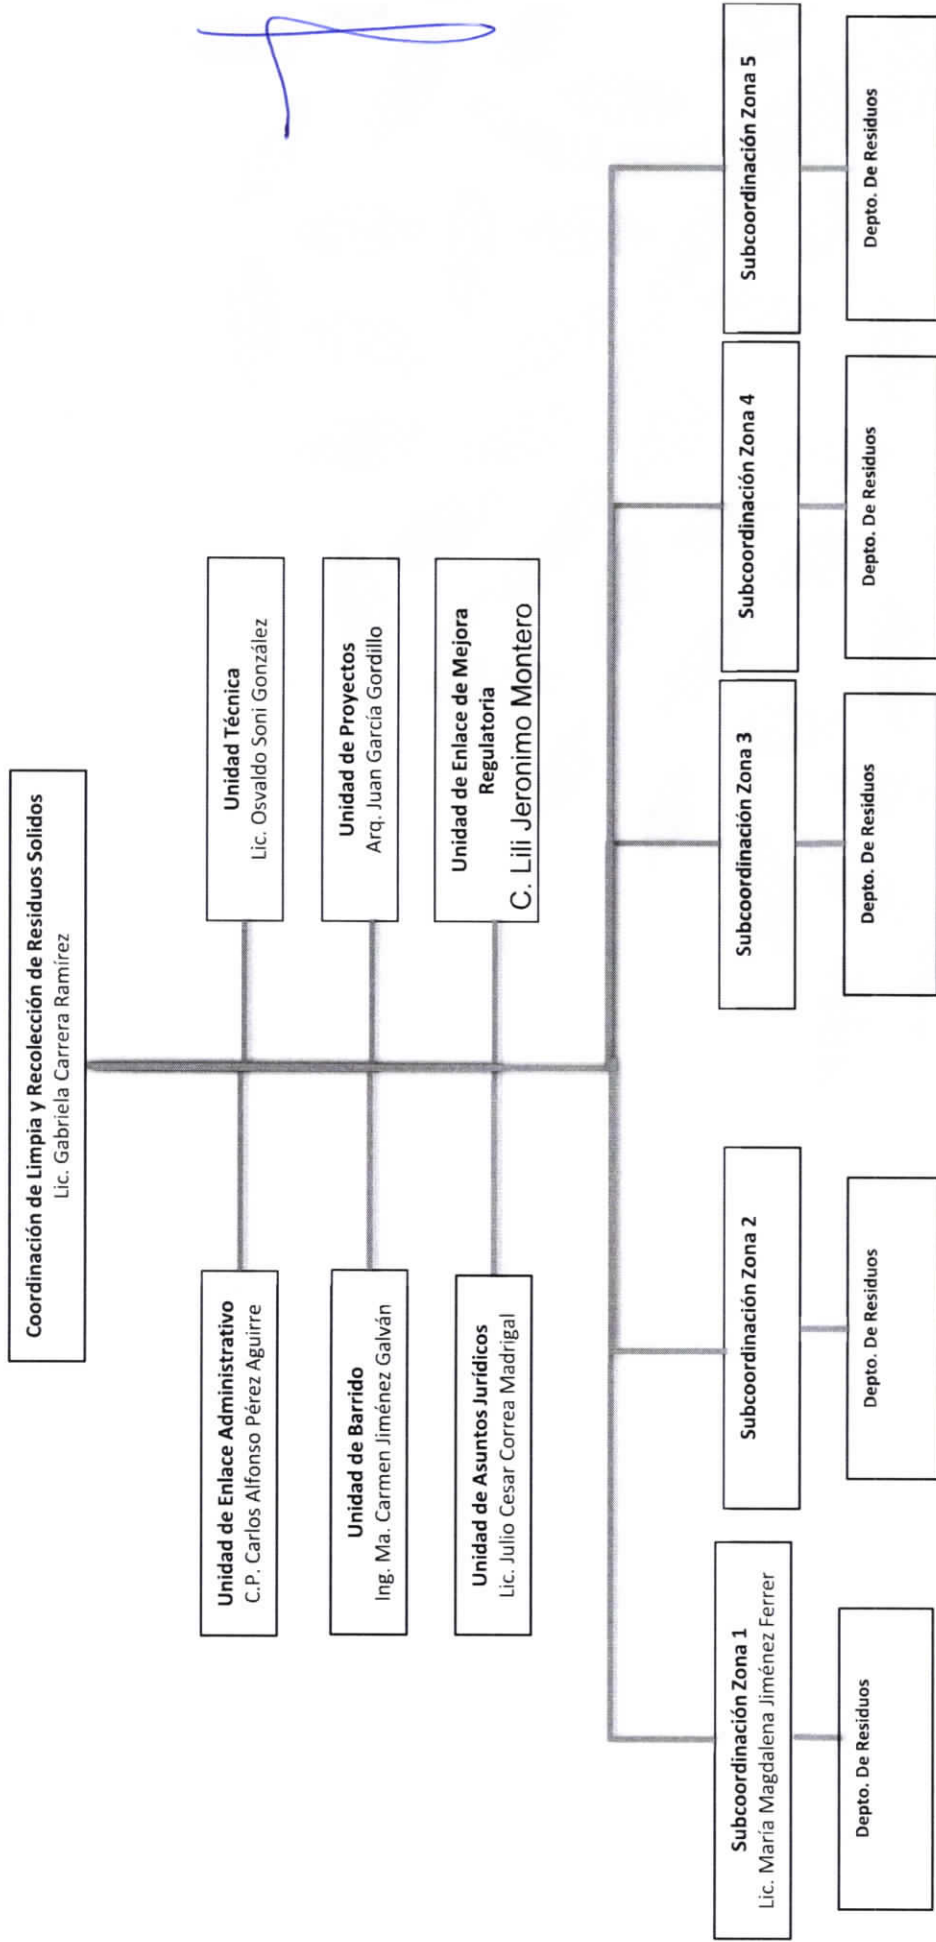 Coordinación de Limpia y Recolección de Residuos Solidos
Lic. Gabriela Carrera Ramírez
Unidad de Enlace Administrativo
C.P. Carlos Alfonso Pérez Aguirre
Unidad Técnica
Lic. Osvaldo Soni González
Unidad de Barrido
Ing. Ma. Carmen Jiménez Galván
Unidad de Proyectos
Arq. Juan García Gordillo
Unidad de Asuntos Jurídicos
Lic. Julio Cesar Correa Madrigal
Unidad de Enlace de Mejora
Regulatoria
C. Lili Jeronimo Montero
Subcoordinación Zona 1
Lic. María Magdalena Jiménez Ferrer
Subcoordinación Zona 2
Subcoordinación Zona 3
Subcoordinación Zona 4
Subcoordinación Zona 5
Depto. De Residuos
Depto. De Residuos
Depto. De Residuos
Depto. De Residuos
Depto. De Residuos